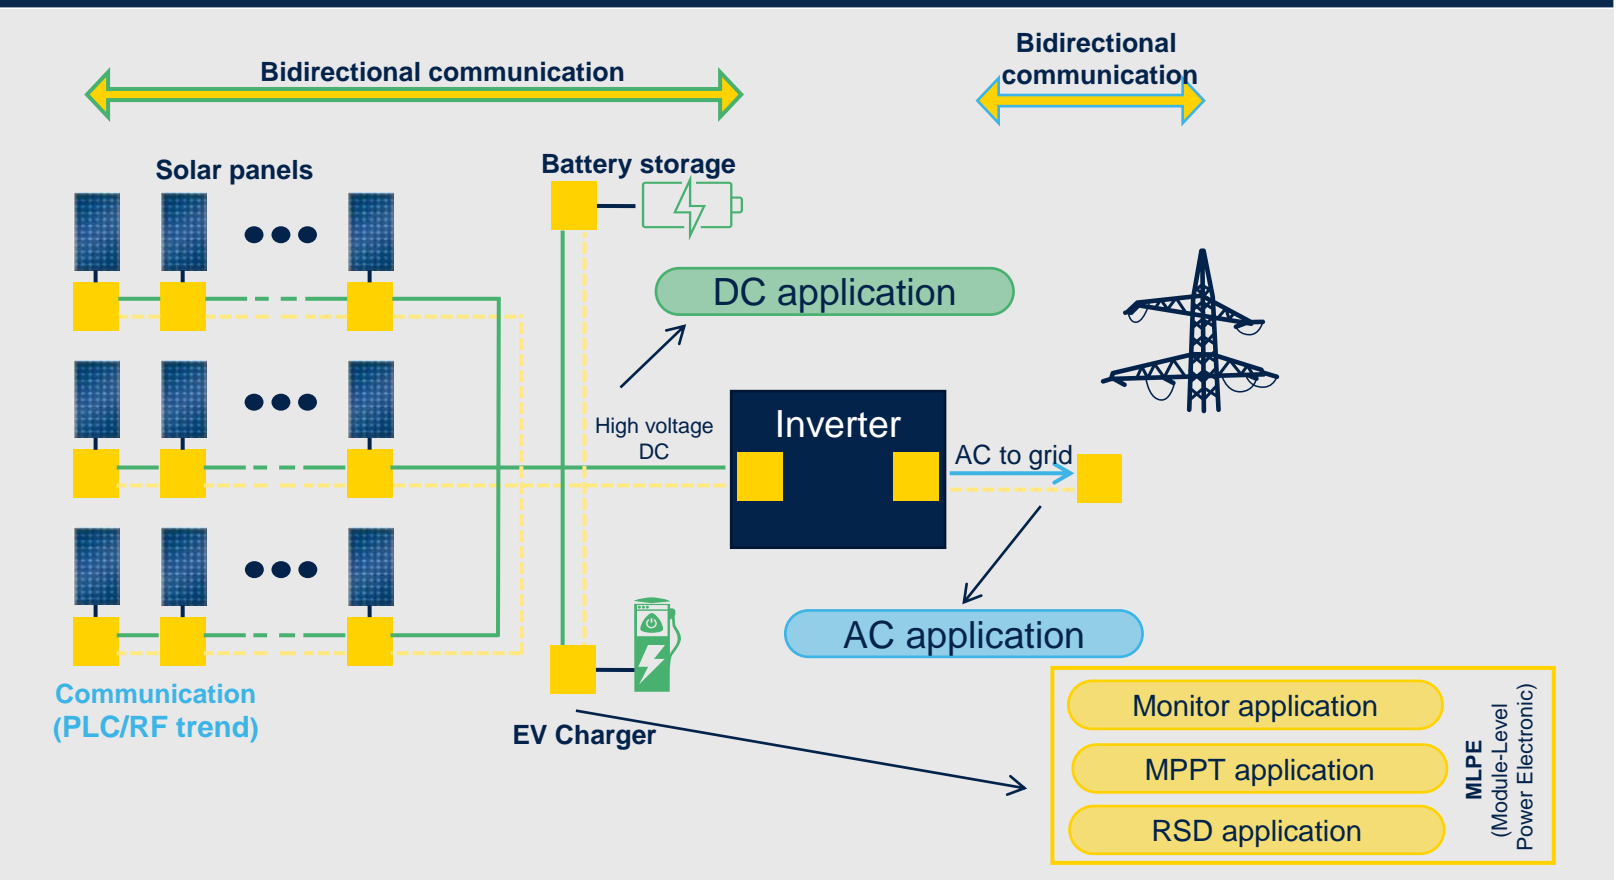 Bidirectional communication
Bidirectional
communication
Solar panels
Battery storage
DC application
High voltage
DC
Inverter
AC to grid
AC application
Communication
(PLC/RF trend)
EV Charger
Monitor application
MPPT application
RSD application
MLPE
(Module-Level
Power Electronic)